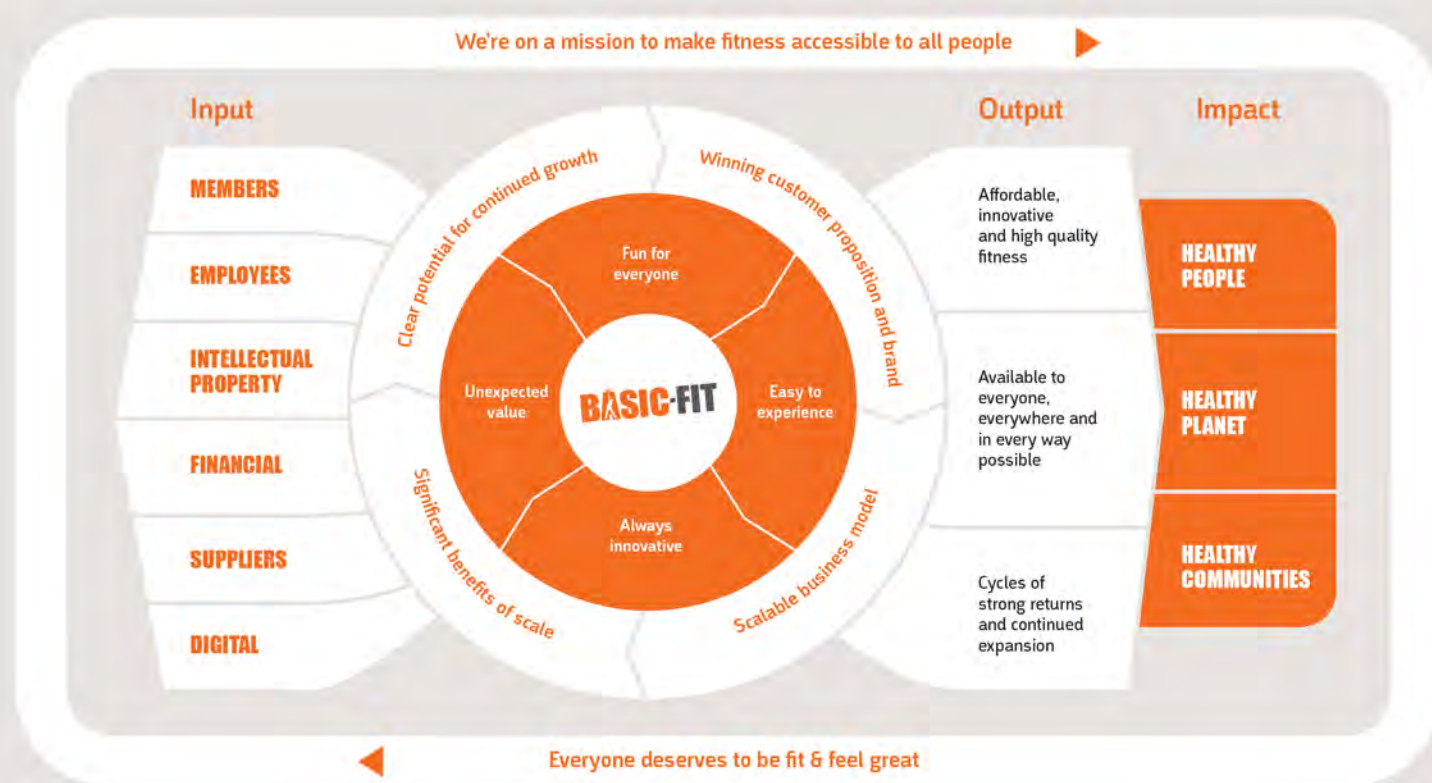 We're on a mission to make fitness accessible to all people
Input
MEMBERS
EMPLOYEES
INTELLECTUAL
PROPERTY
FINANCIAL
SUPPLIERS
DIGITAL
Clear potential for continued growth
Winning customer proposition and brand
Scalable business model
Significant benefits of scale
Fun for
everyone
Easy to
experience
Always
innovative
Unexpected
value
BASIC-FIT
Output
Affordable,
innovative
and high quality
fitness
Available to
everyone,
everywhere and
in every way
possible
Cycles of
strong returns
and continued
expansion
Impact
HEALTHY
PEOPLE
HEALTHY
PLANET
HEALTHY
COMMUNITIES
Everyone deserves to be fit & feel great